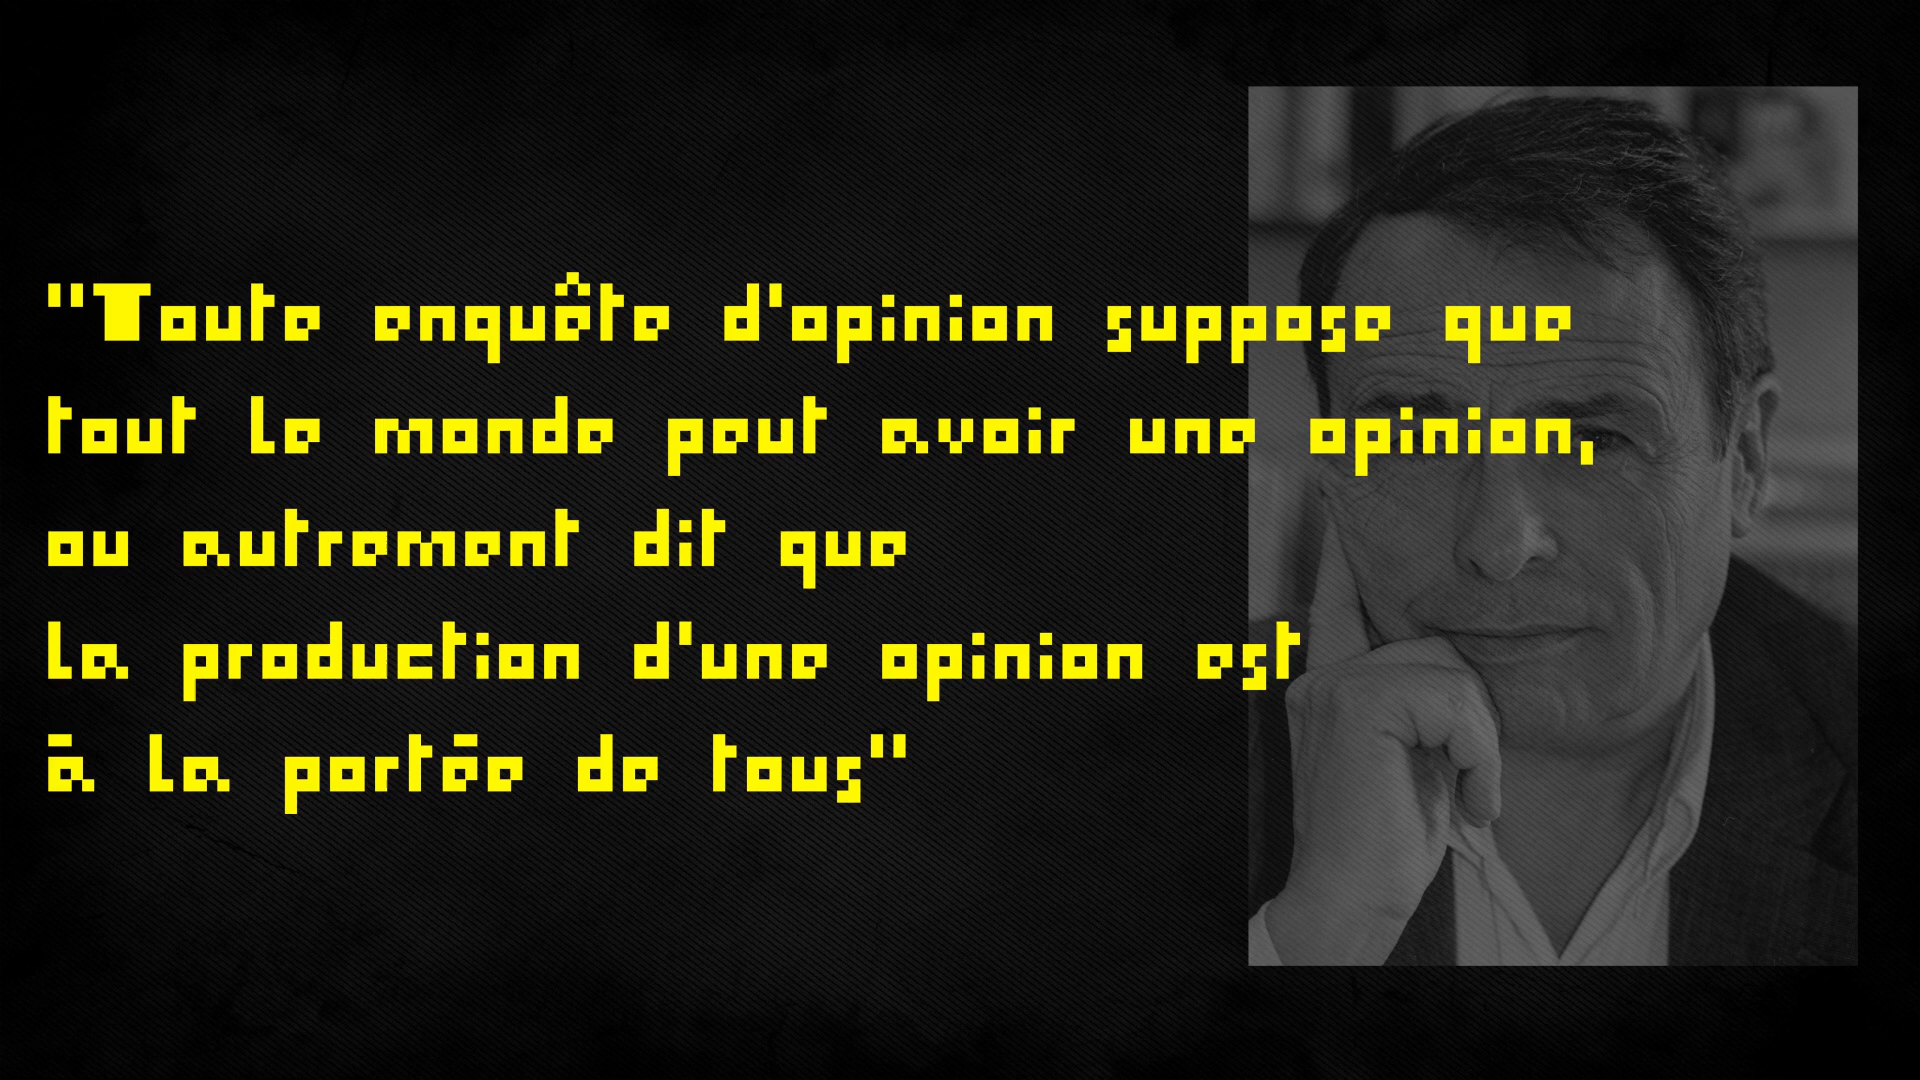 "Toute enquête d'opinion suppose que
tout le monde peut avoir une opinion,
ou autrement dit que
la production d'une opinion est
à la portée de tous"